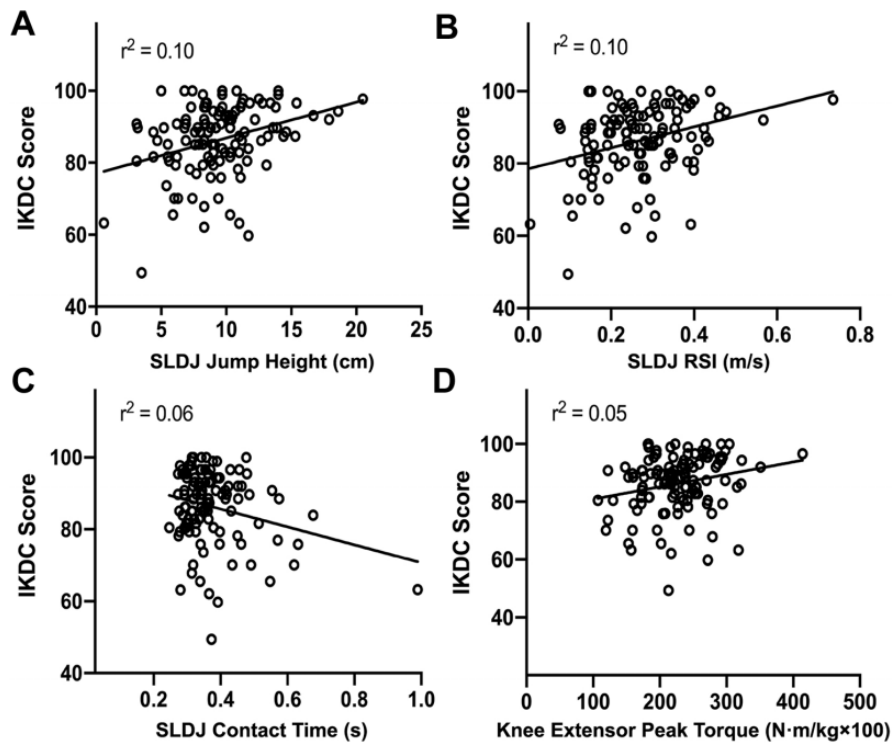 A
r² = 0.10
IKDC Score
100
80
60
40
0
5
10
15
20
25
SLDJ Jump Height (cm)
B
r² = 0.10
IKDC Score
100
80
60
40
0.0
0.2
0.4
0.6
0.8
SLDJ RSI (m/s)
C
r² = 0.06
IKDC Score
100
80
60
40
0.2
0.4
0.6
0.8
1.0
SLDJ Contact Time (s)
D
r² = 0.05
IKDC Score
100
80
60
40
0
100
200
300
400
500
Knee Extensor Peak Torque (N·m/kg×100)